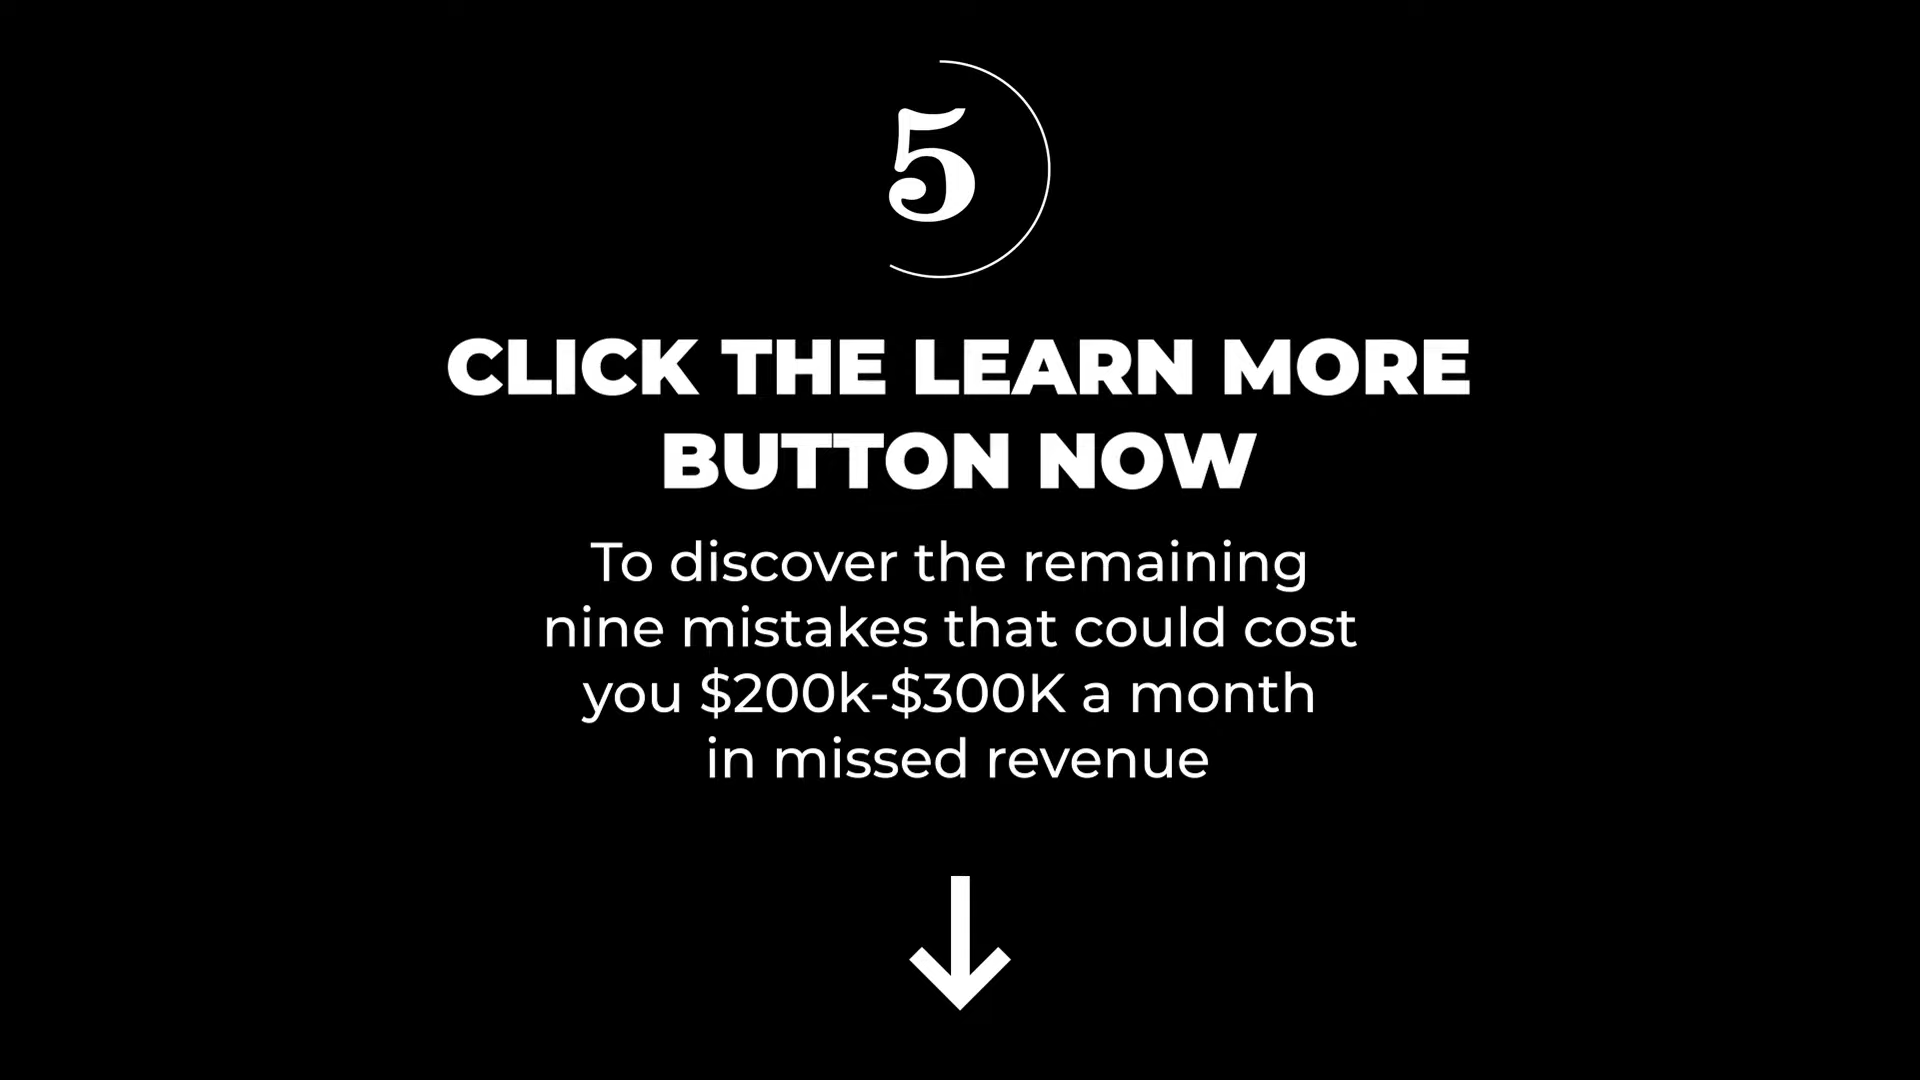 5
CLICK THE LEARN MORE
BUTTON NOW
To discover the remaining
nine mistakes that could cost
you $200k-$300K a month
in missed revenue